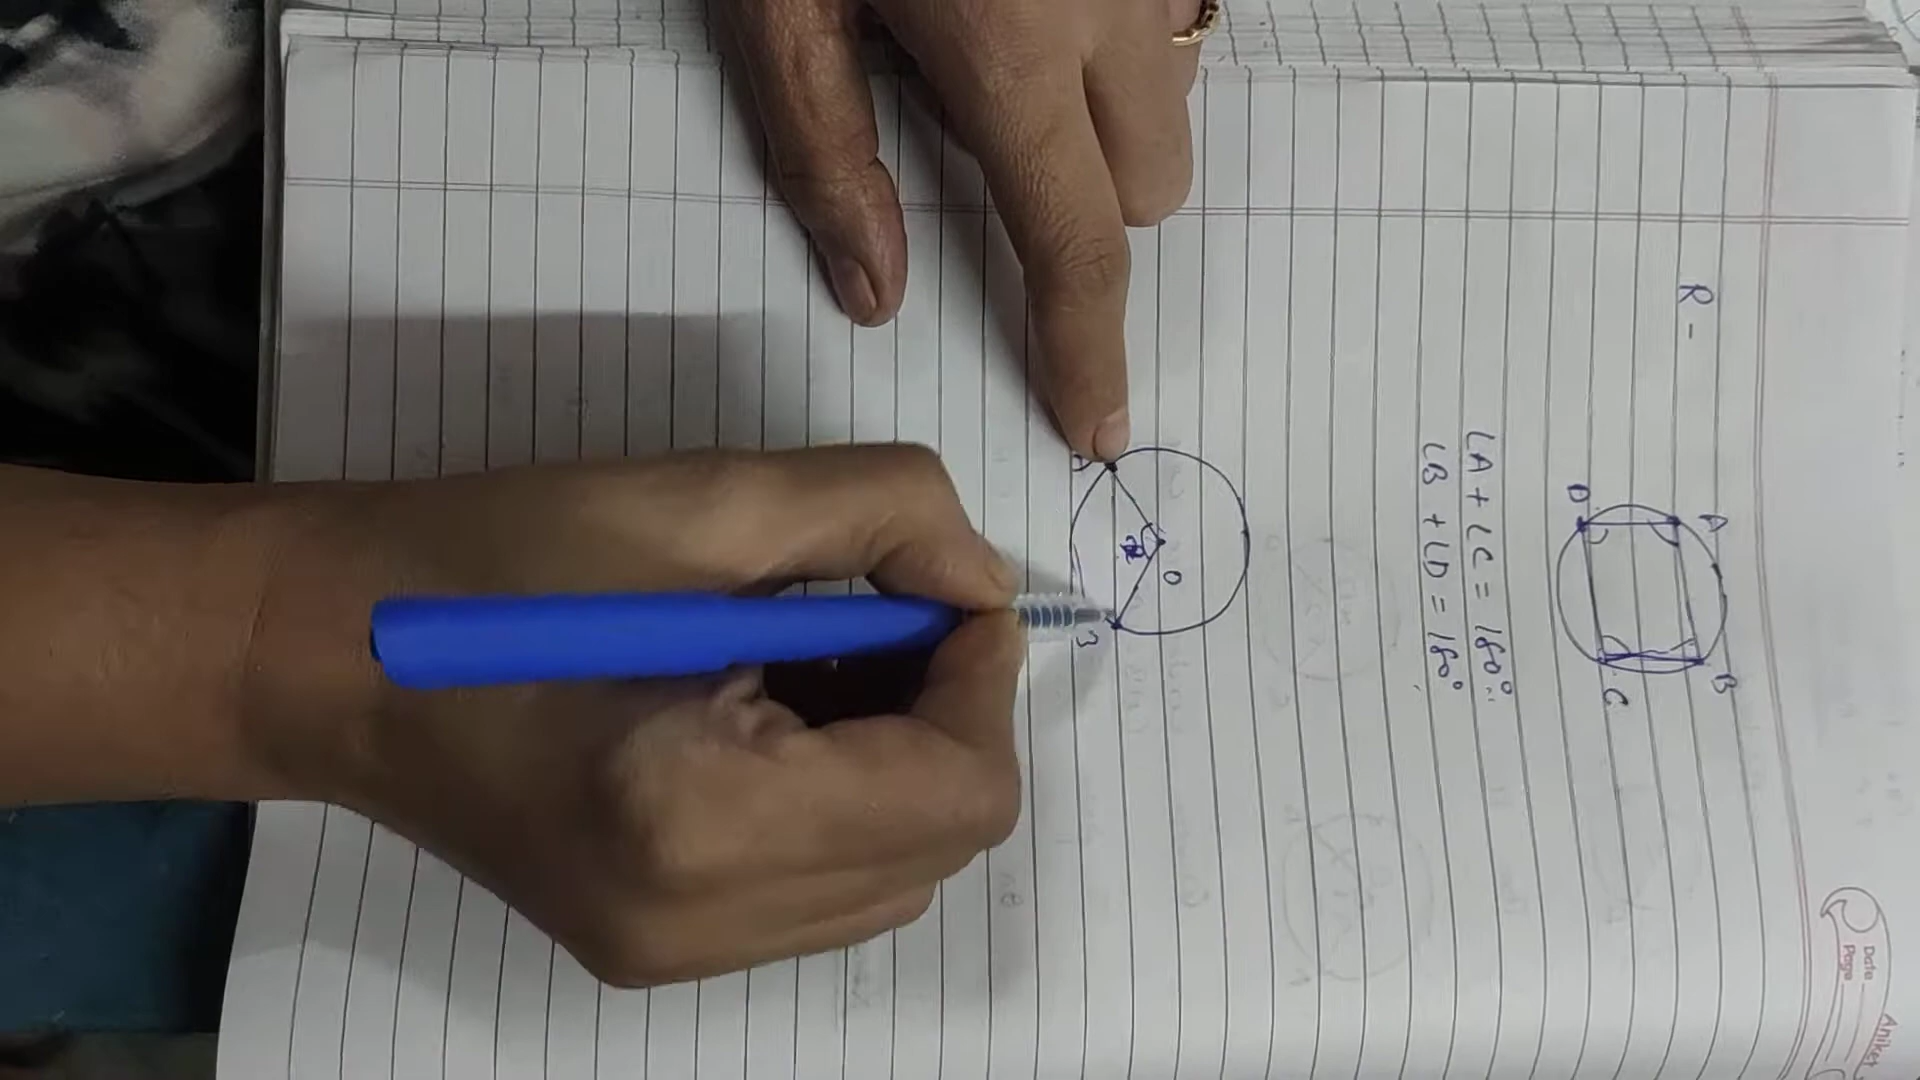 Date
Page
R -
A
B
D
C
∠A + ∠C = 180°
∠B + ∠D = 180°
O
A
B